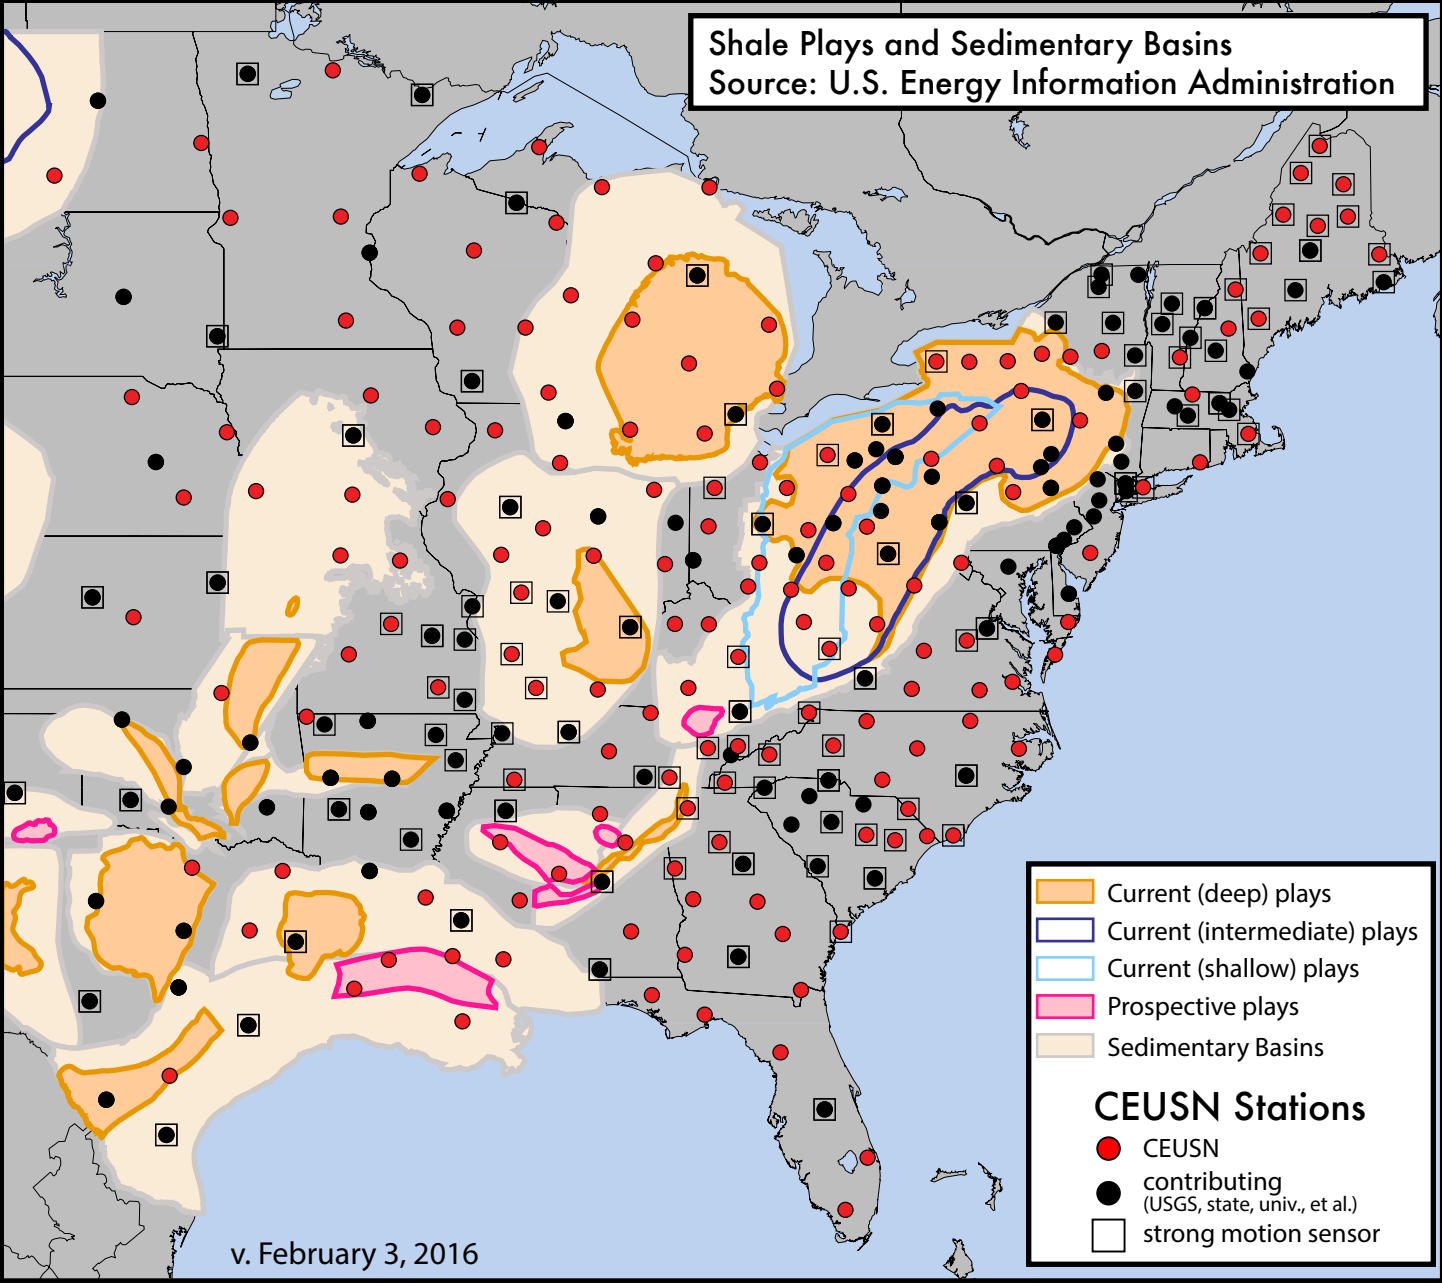 Shale Plays and Sedimentary Basins
Source: U.S. Energy Information Administration
Current (deep) plays
Current (intermediate) plays
Current (shallow) plays
Prospective plays
Sedimentary Basins
CEUSN Stations
CEUSN
contributing
(USGS, state, univ., et al.)
strong motion sensor
v. February 3, 2016